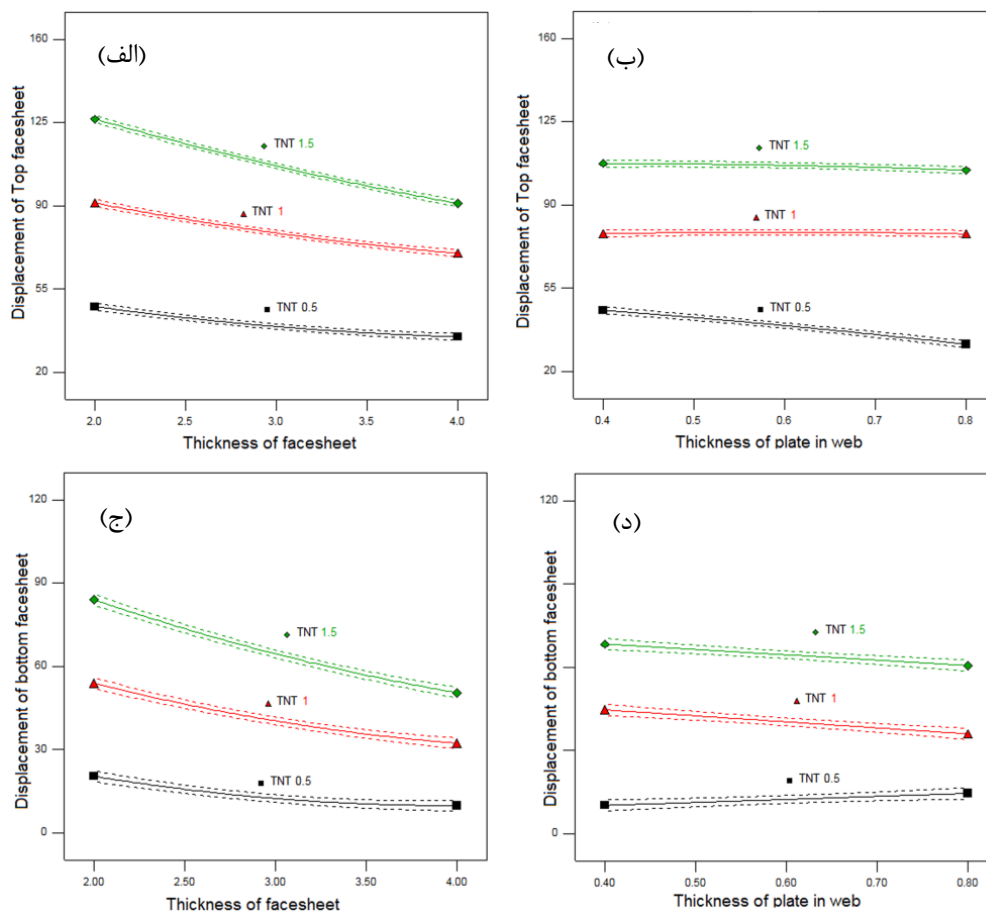 (الف)
Displacement of Top facesheet
160
125
90
55
20
TNT 1.5
TNT 1
TNT 0.5
2.0 2.5 3.0 3.5 4.0
Thickness of facesheet
(ب)
Displacement of Top facesheet
160
125
90
55
20
TNT 1.5
TNT 1
TNT 0.5
0.4 0.5 0.6 0.7 0.8
Thickness of plate in web
(ج)
Displacement of bottom facesheet
120
90
60
30
0
TNT 1.5
TNT 1
TNT 0.5
2.00 2.50 3.00 3.50 4.00
Thickness of facesheet
(د)
Displacement of bottom facesheet
120
90
60
30
0
TNT 1.5
TNT 1
TNT 0.5
0.40 0.50 0.60 0.70 0.80
Thickness of plate in web